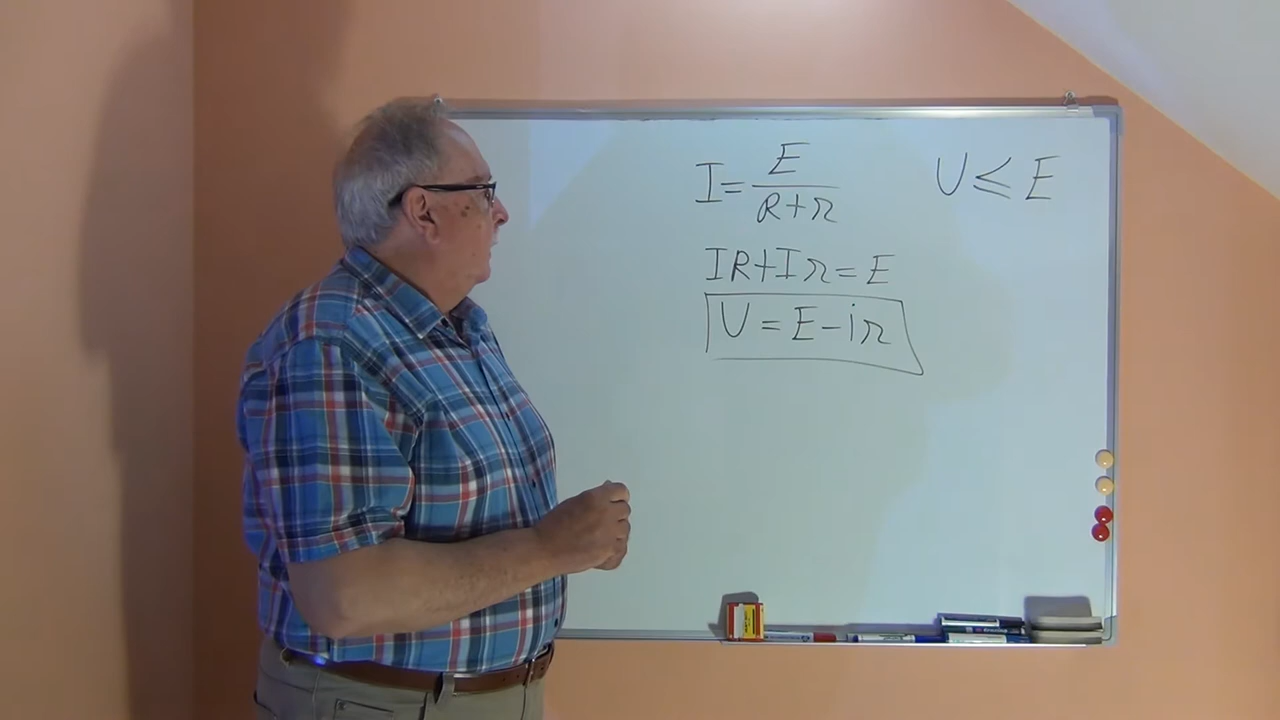 I = E / (R + r)
U ≤ E
IR + Ir = E
U = E - ir